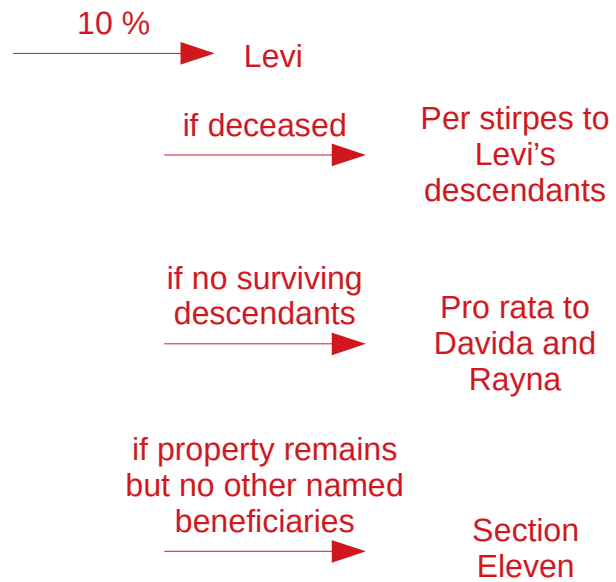 10 %
Levi
if deceased
Per stirpes to
Levi's
descendants
if no surviving
descendants
Pro rata to
Davida and
Rayna
if property remains
but no other named
beneficiaries
Section
Eleven